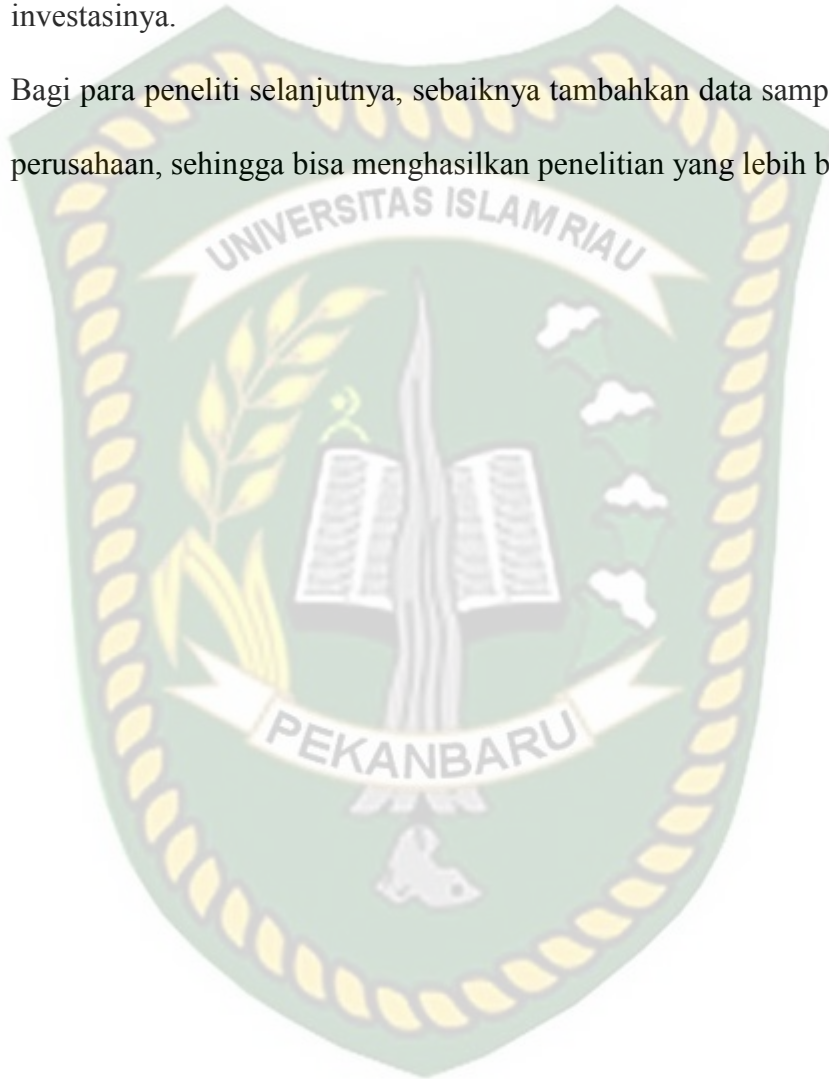 investasinya.
Bagi para peneliti selanjutnya, sebaiknya tambahkan data samp
perusahaan, sehingga bisa menghasilkan penelitian yang lebih b
UNIVERSITAS ISLAM RIAU
PEKANBARU